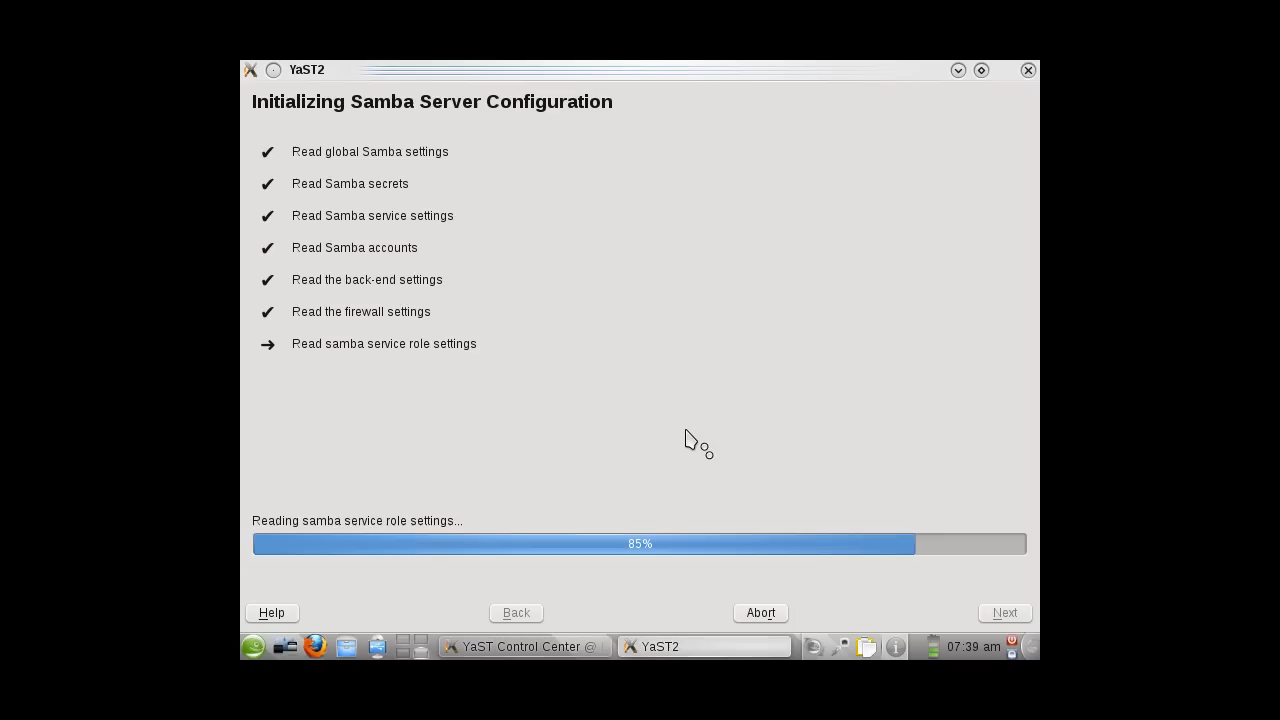 YaST2
Initializing Samba Server Configuration
Read global Samba settings
Read Samba secrets
Read Samba service settings
Read Samba accounts
Read the back-end settings
Read the firewall settings
Read samba service role settings
Reading samba service role settings...
85%
Help Back Abort Next
YaST Control Center @ YaST2 07:39 am